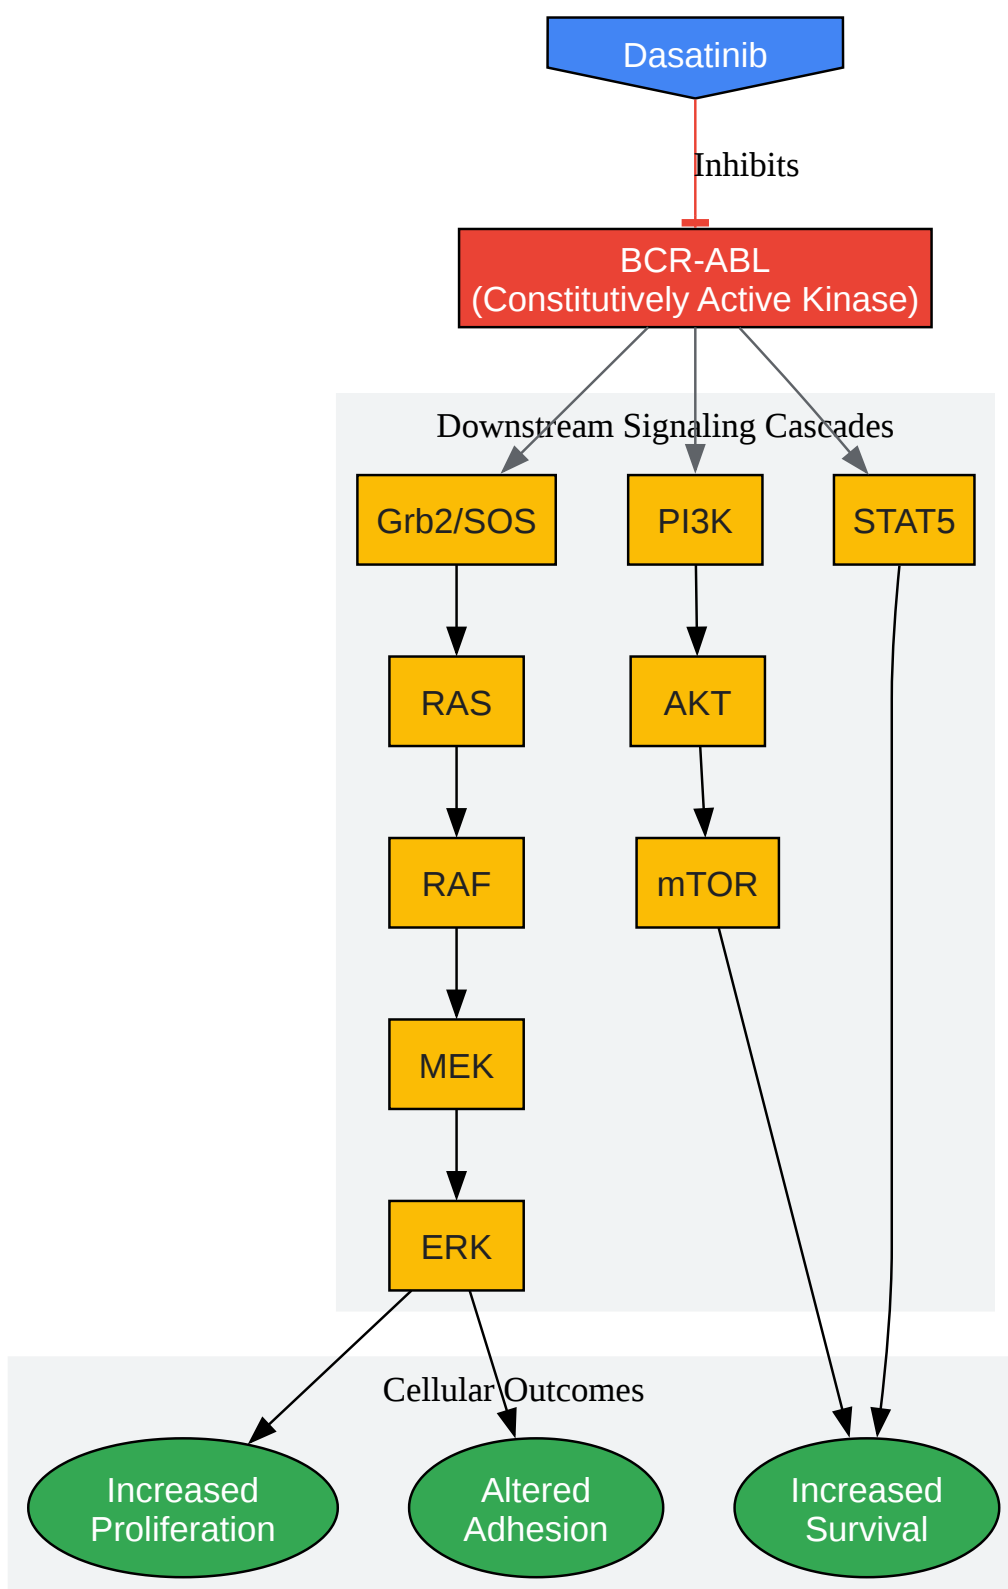 Dasatinib
Inhibits
BCR-ABL
(Constitutively Active Kinase)
Downstream Signaling Cascades
Grb2/SOS
PI3K
STAT5
RAS
AKT
RAF
mTOR
MEK
ERK
Cellular Outcomes
Increased
Proliferation
Altered
Adhesion
Increased
Survival